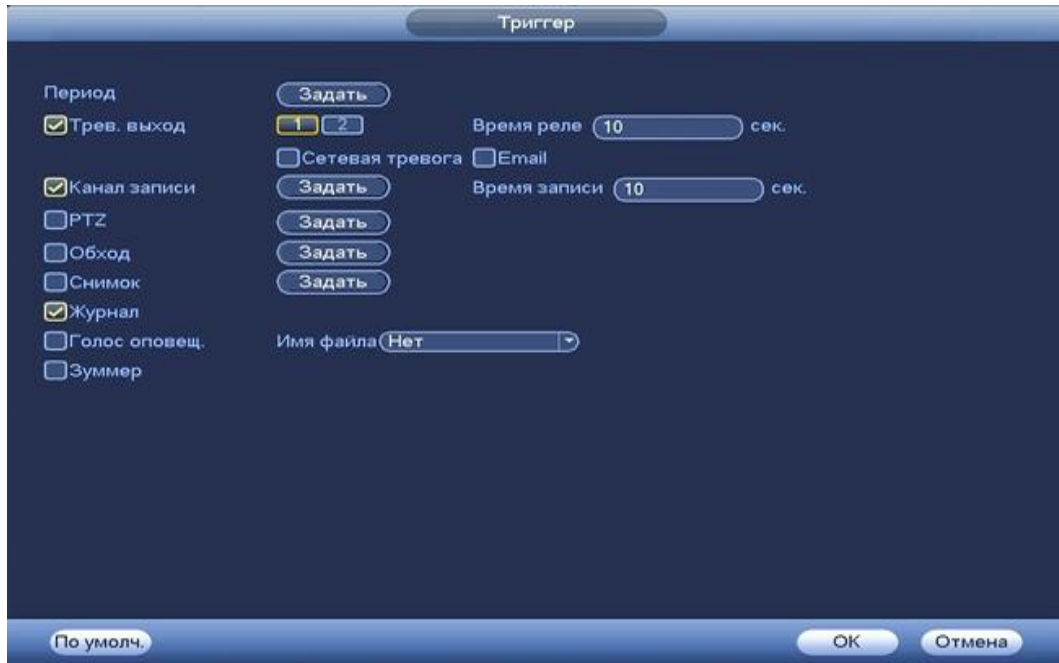 Триггер
Период Задать
Трев. выход 1 2 Время реле 10 сек.
Сетевая тревога Email
Канал записи Задать Время записи 10 сек.
PTZ Задать
Обход Задать
Снимок Задать
Журнал
Голос оповещ. Имя файла Нет
Зуммер
По умолч. OK Отмена